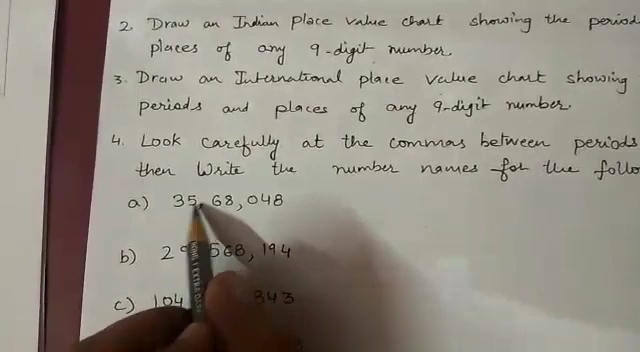 2. Draw an Indian Place value chart showing the period
places of any 9-digit number.
3. Draw an International place value chart showing
periods and places of any 9-digit number.
4. Look carefully at the commas between periods
then Write the number names for the follo
a) 35,68,048
b) 568,194
c) 104 343